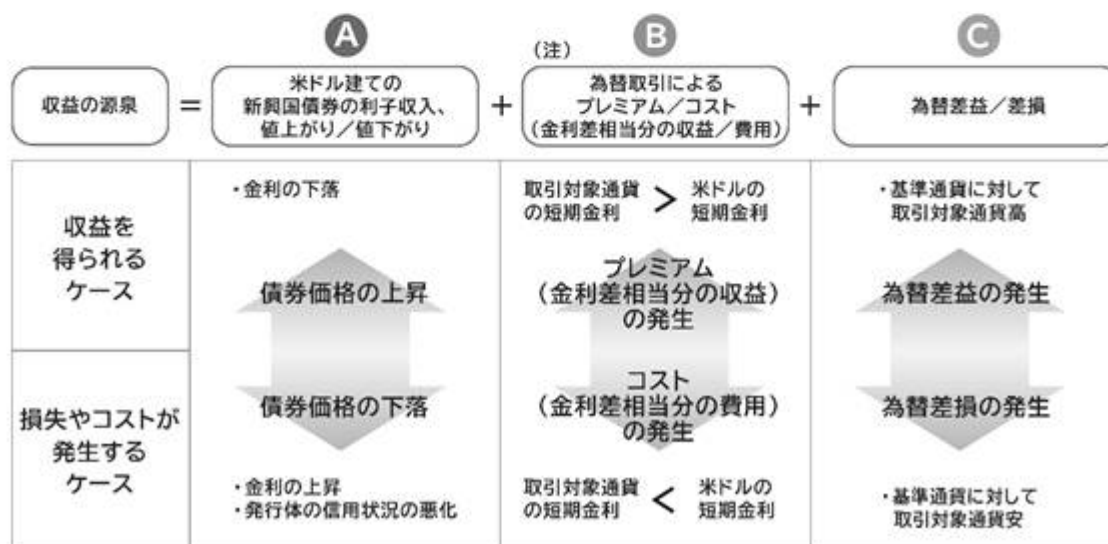 A
B
C
(注)
収益の源泉
=
米ドル建ての
新興国債券の利子収入、
値上がり/値下がり
+
為替取引による
プレミアム/コスト
(金利差相当分の収益/費用)
+
為替差益/差損
収益を
得られる
ケース
・金利の下落
債券価格の上昇
取引対象通貨
の短期金利
>
米ドルの
短期金利
プレミアム
(金利差相当分の収益)
の発生
・基準通貨に対して
取引対象通貨高
為替差益の発生
損失やコストが
発生する
ケース
債券価格の下落
・金利の上昇
・発行体の信用状況の悪化
コスト
(金利差相当分の費用)
の発生
取引対象通貨
の短期金利
<
米ドルの
短期金利
為替差損の発生
・基準通貨に対して
取引対象通貨安